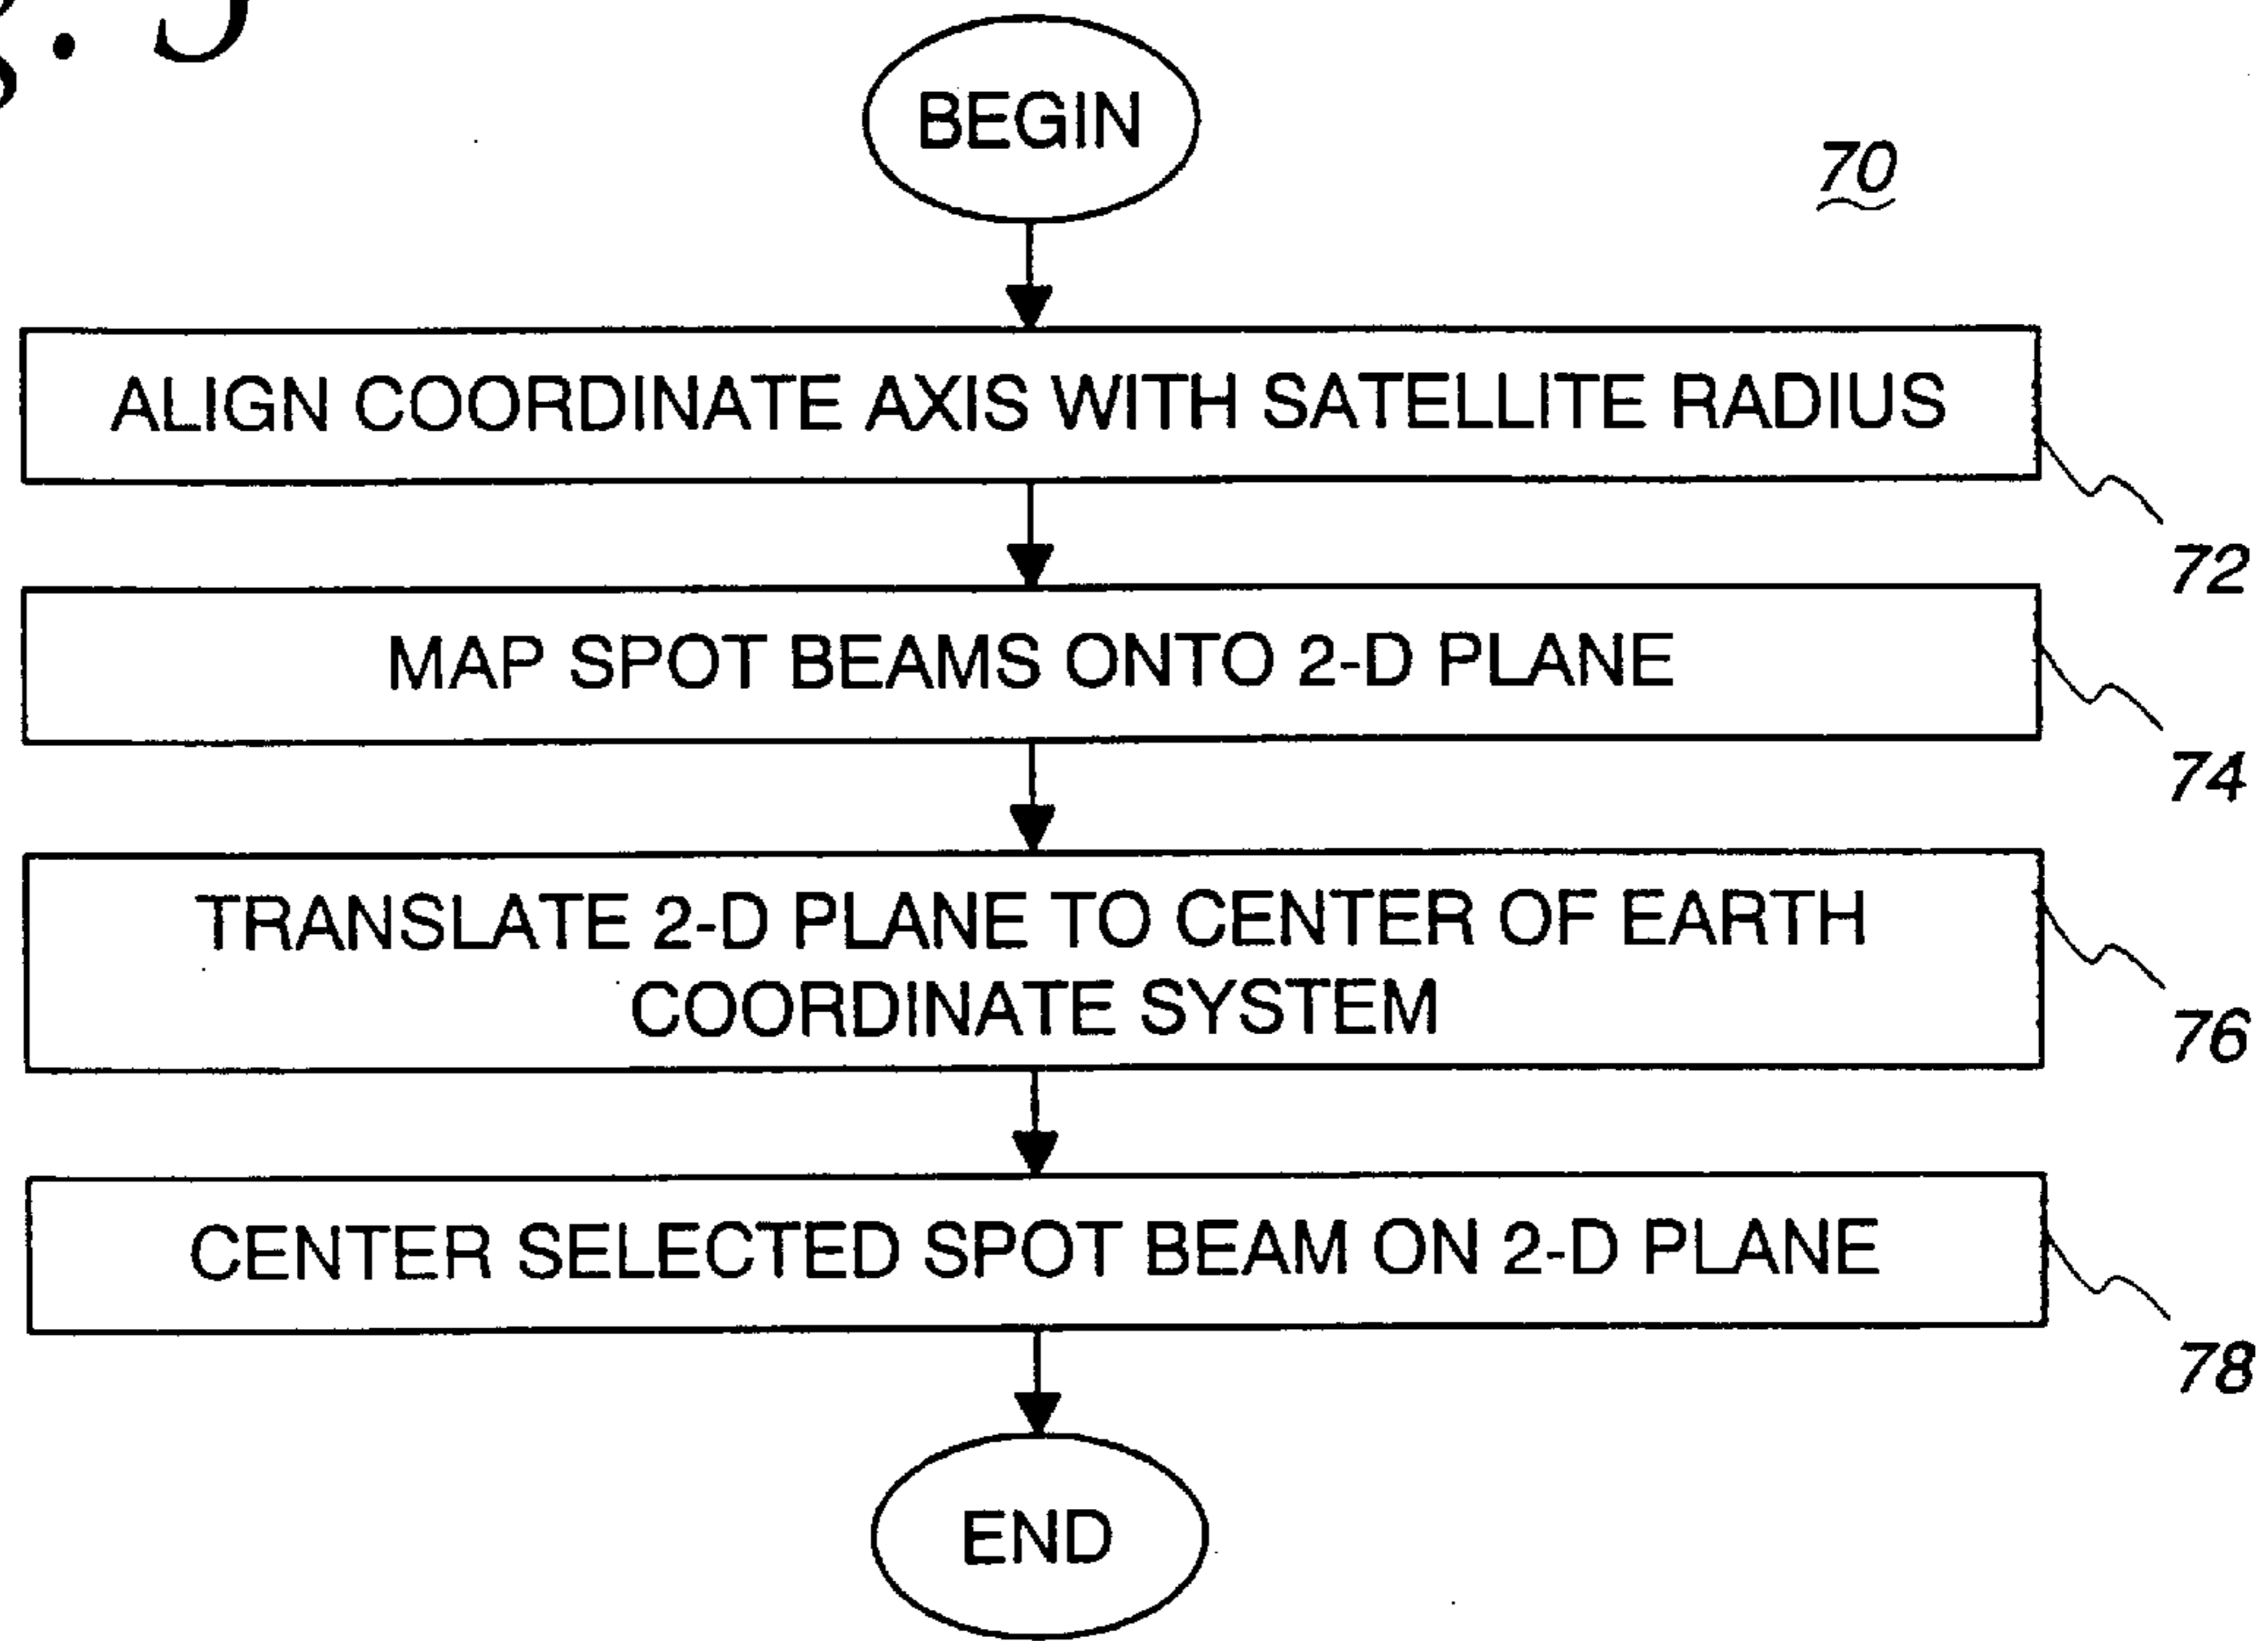 BEGIN
70
ALIGN COORDINATE AXIS WITH SATELLITE RADIUS
72
MAP SPOT BEAMS ONTO 2-D PLANE
74
TRANSLATE 2-D PLANE TO CENTER OF EARTH
COORDINATE SYSTEM
76
CENTER SELECTED SPOT BEAM ON 2-D PLANE
78
END